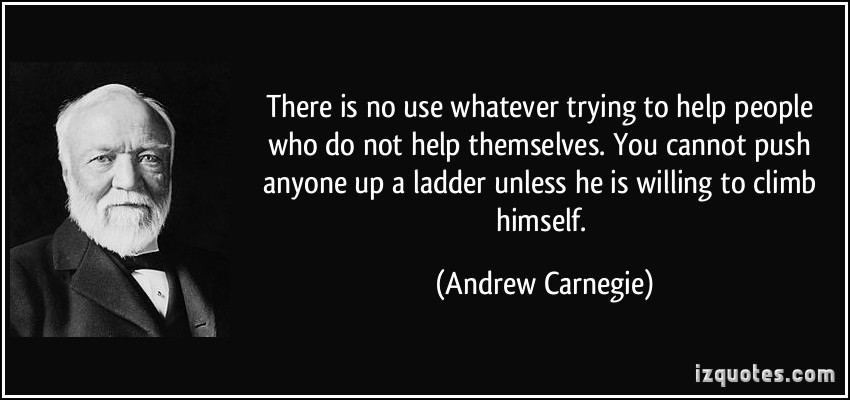 There is no use whatever trying to help people
who do not help themselves. You cannot push
anyone up a ladder unless he is willing to climb
himself.
(Andrew Carnegie)
izquotes.com